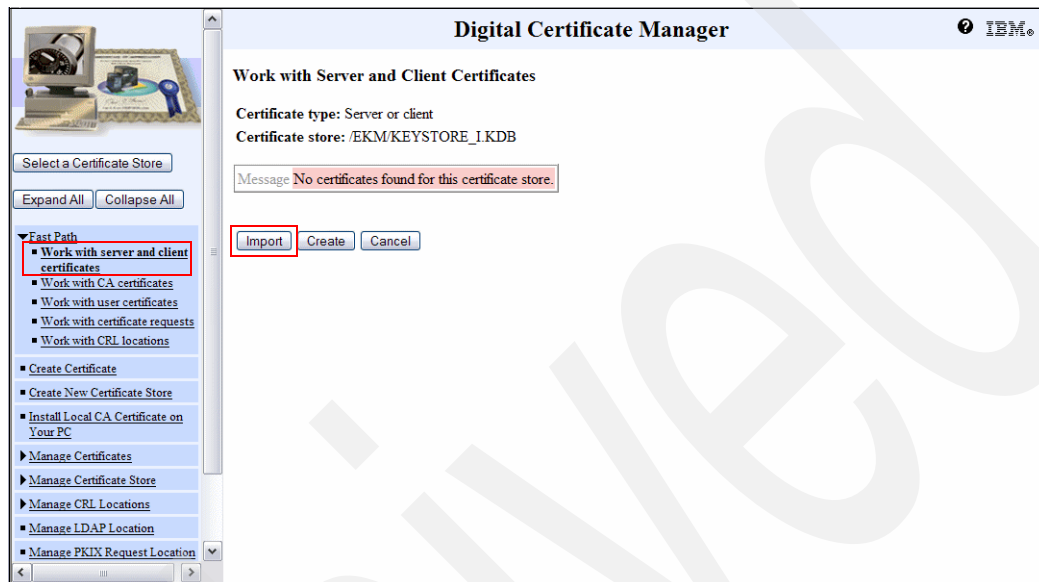 Digital Certificate Manager
IBM®
Select a Certificate Store
Expand All Collapse All
Fast Path
Work with server and client
certificates
Work with CA certificates
Work with user certificates
Work with certificate requests
Work with CRL locations
Create Certificate
Create New Certificate Store
Install Local CA Certificate on
Your PC
Manage Certificates
Manage Certificate Store
Manage CRL Locations
Manage LDAP Location
Manage PKIX Request Location
Work with Server and Client Certificates
Certificate type: Server or client
Certificate store: /EKM/KEYSTORE_I.KDB
Message No certificates found for this certificate store.
Import Create Cancel